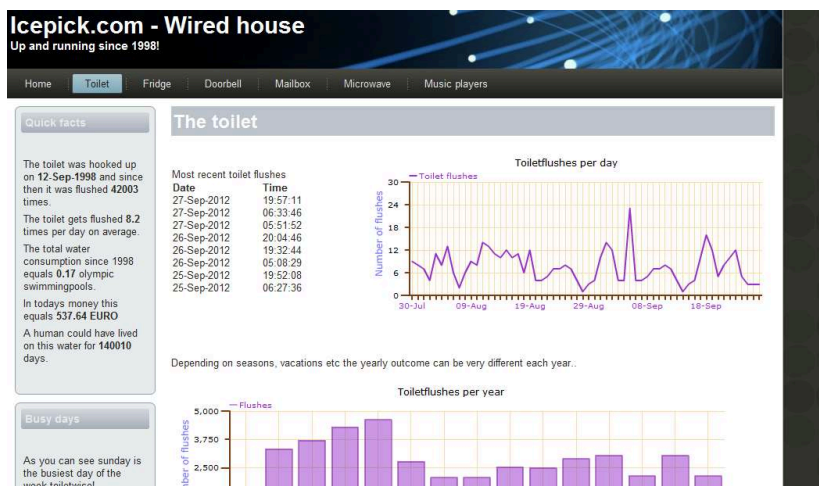 Icepick.com - Wired house
Up and running since 1998!
Home Toilet Fridge Doorbell Mailbox Microwave Music players
Quick facts
The toilet was hooked up
on 12-Sep-1998 and since
then it was flushed 42003
times.
The toilet gets flushed 8.2
times per day on average.
The total water
consumption since 1998
equals 0.17 olympic
swimmingpools.
In todays money this
equals 537.64 EURO
A human could have lived
on this water for 140010
days.
Busy days
As you can see sunday is
the busiest day of the
week toiletwise!
The toilet
Most recent toilet flushes
Date Time
27-Sep-2012 19:57:11
27-Sep-2012 06:33:46
27-Sep-2012 05:51:52
26-Sep-2012 20:04:46
26-Sep-2012 19:32:44
26-Sep-2012 05:08:29
25-Sep-2012 19:52:08
25-Sep-2012 06:27:36
Toiletflushes per day
Toilet flushes
Number of flushes
30
24
18
12
6
0
30-Jul 09-Aug 19-Aug 29-Aug 08-Sep 18-Sep
Depending on seasons, vacations etc the yearly outcome can be very different each year..
Toiletflushes per year
Flushes
of flushes
5,000
3,750
2,500